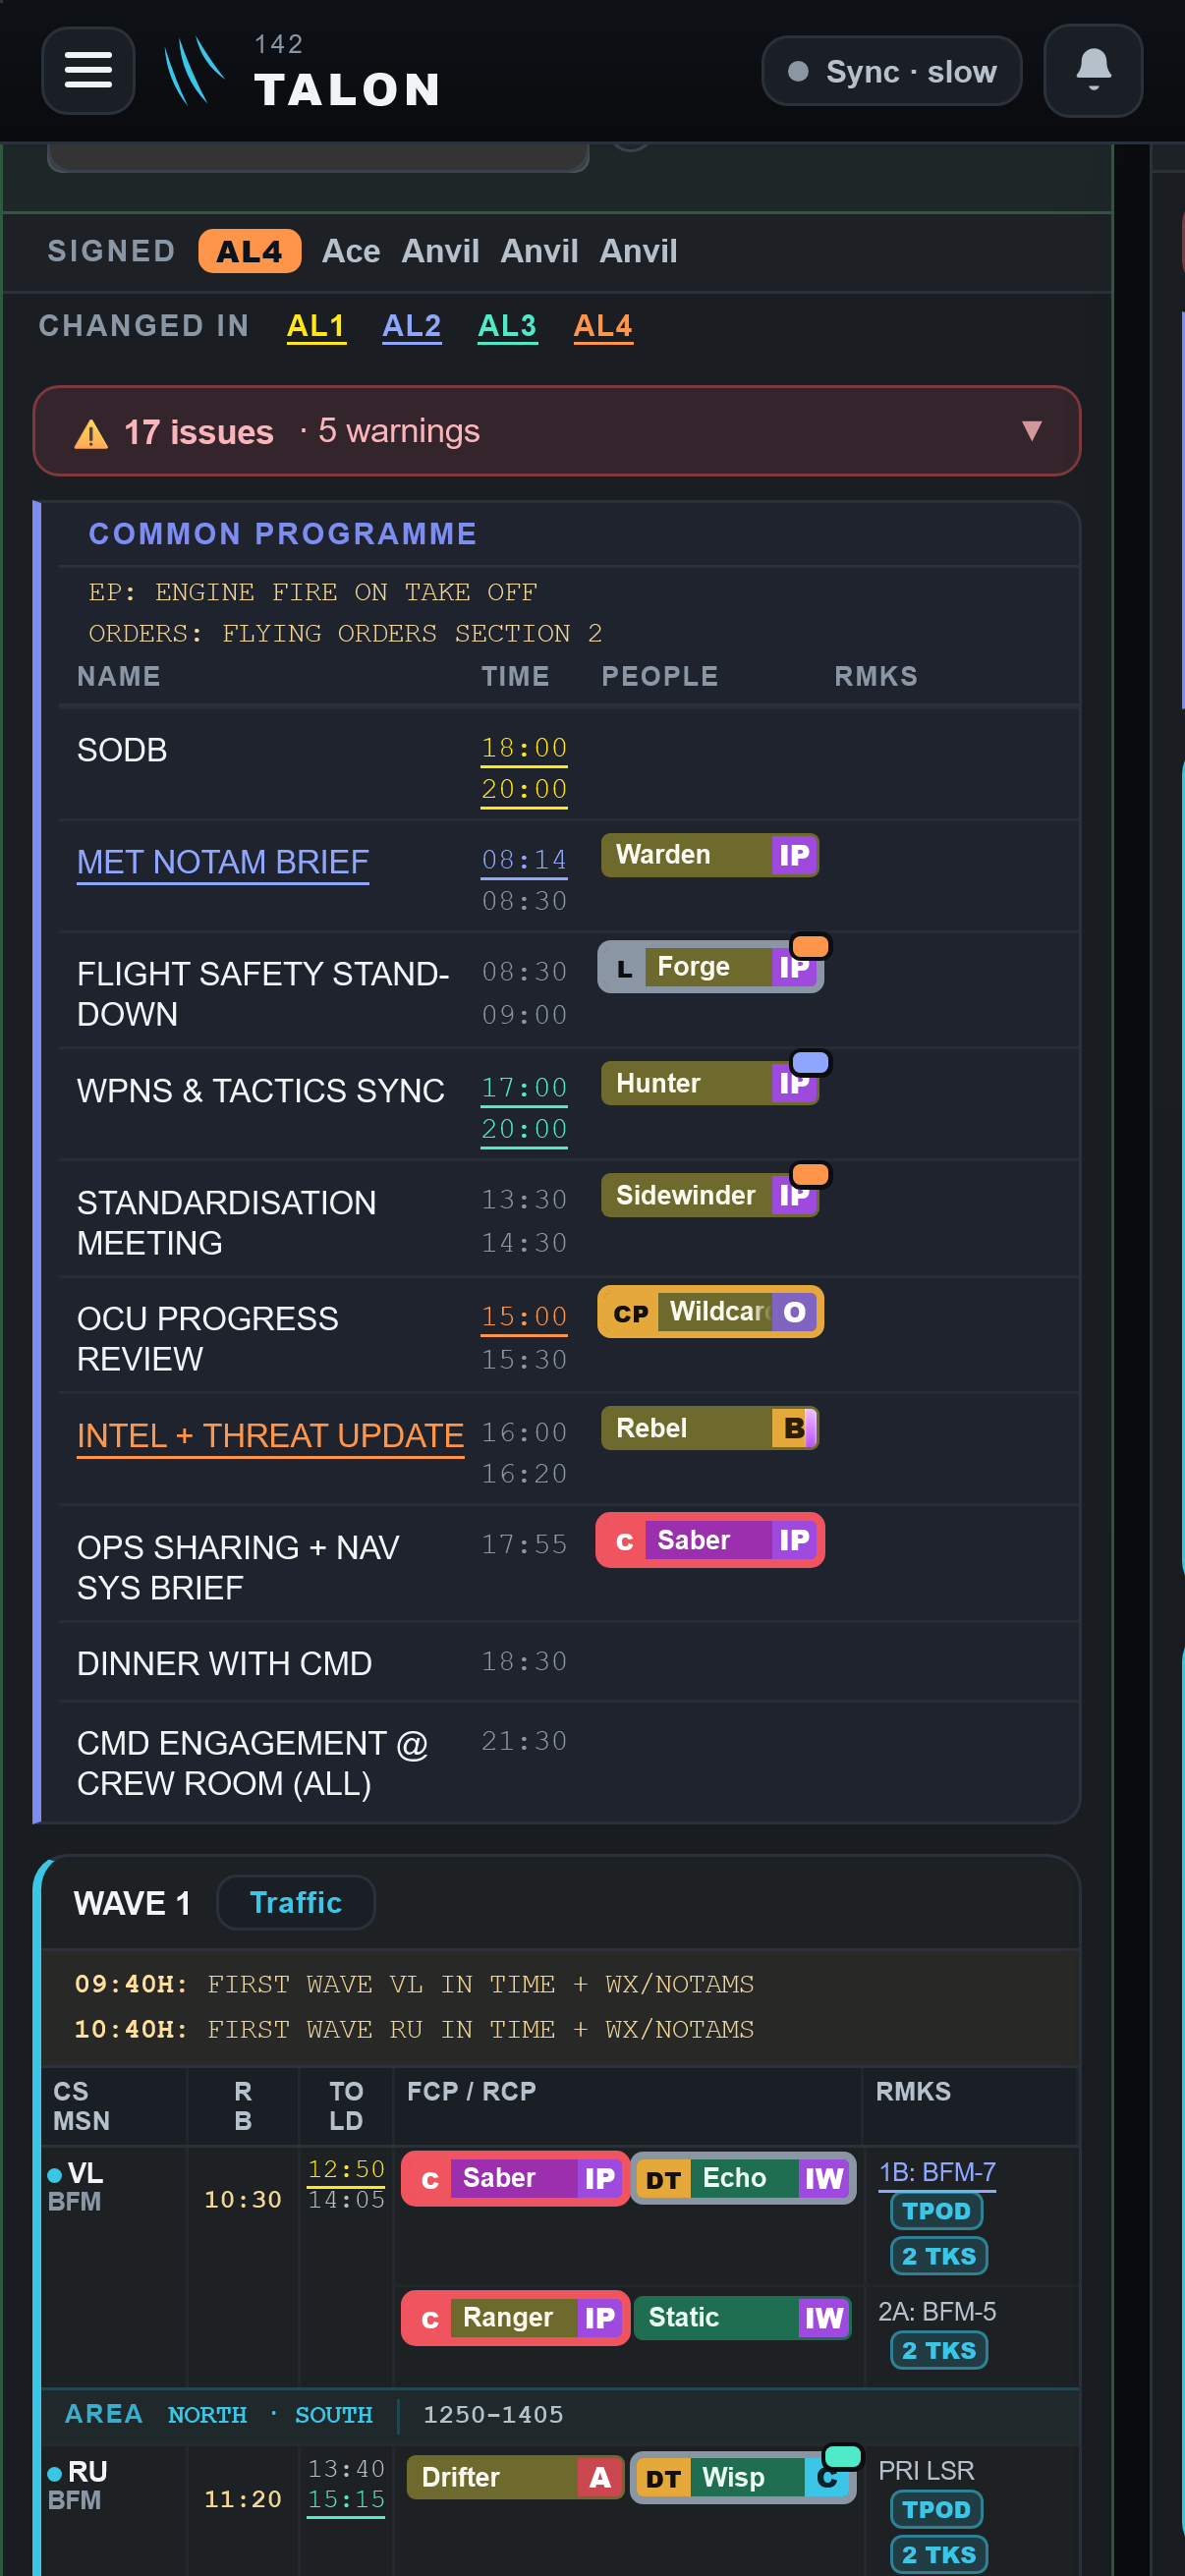 142
TALON
Sync · slow
SIGNED AL4 Ace Anvil Anvil Anvil
CHANGED IN AL1 AL2 AL3 AL4
17 issues · 5 warnings ▼
COMMON PROGRAMME
EP: ENGINE FIRE ON TAKE OFF
ORDERS: FLYING ORDERS SECTION 2
NAME TIME PEOPLE RMKS
SODB 18:00
20:00
MET NOTAM BRIEF 08:14 Warden IP
08:30
FLIGHT SAFETY STAND- 08:30 L Forge IP
DOWN 09:00
WPNS & TACTICS SYNC 17:00 Hunter IP
20:00
STANDARDISATION 13:30 Sidewinder IP
MEETING 14:30
OCU PROGRESS 15:00 CP Wildcar O
REVIEW 15:30
INTEL + THREAT UPDATE 16:00 Rebel B
16:20
OPS SHARING + NAV 17:55 C Saber IP
SYS BRIEF
DINNER WITH CMD 18:30
CMD ENGAGEMENT @ 21:30
CREW ROOM (ALL)
WAVE 1 Traffic
09:40H: FIRST WAVE VL IN TIME + WX/NOTAMS
10:40H: FIRST WAVE RU IN TIME + WX/NOTAMS
CS R TO FCP / RCP RMKS
MSN B LD
VL 12:50 C Saber IP DT Echo IW 1B: BFM-7
BFM 10:30 14:05 TPOD
2 TKS
C Ranger IP Static IW 2A: BFM-5
2 TKS
AREA NORTH · SOUTH 1250-1405
RU 13:40 Drifter A DT Wisp C PRI LSR
BFM 11:20 15:15 TPOD
2 TKS